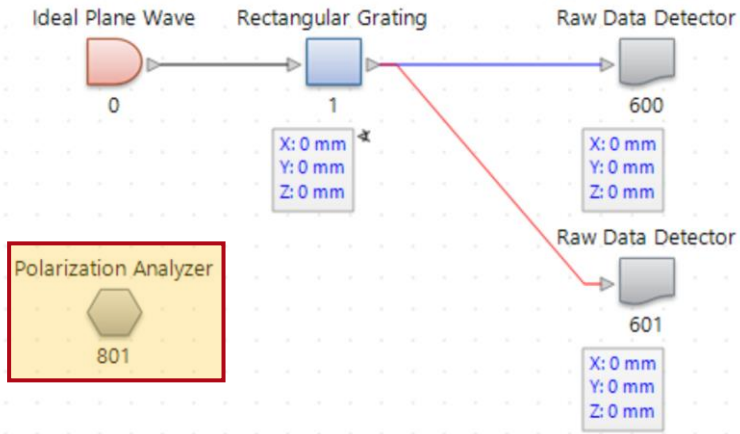 Ideal Plane Wave
Rectangular Grating
Raw Data Detector
0
1
600
X: 0 mm
Y: 0 mm
Z: 0 mm
X: 0 mm
Y: 0 mm
Z: 0 mm
Raw Data Detector
601
X: 0 mm
Y: 0 mm
Z: 0 mm
Polarization Analyzer
801